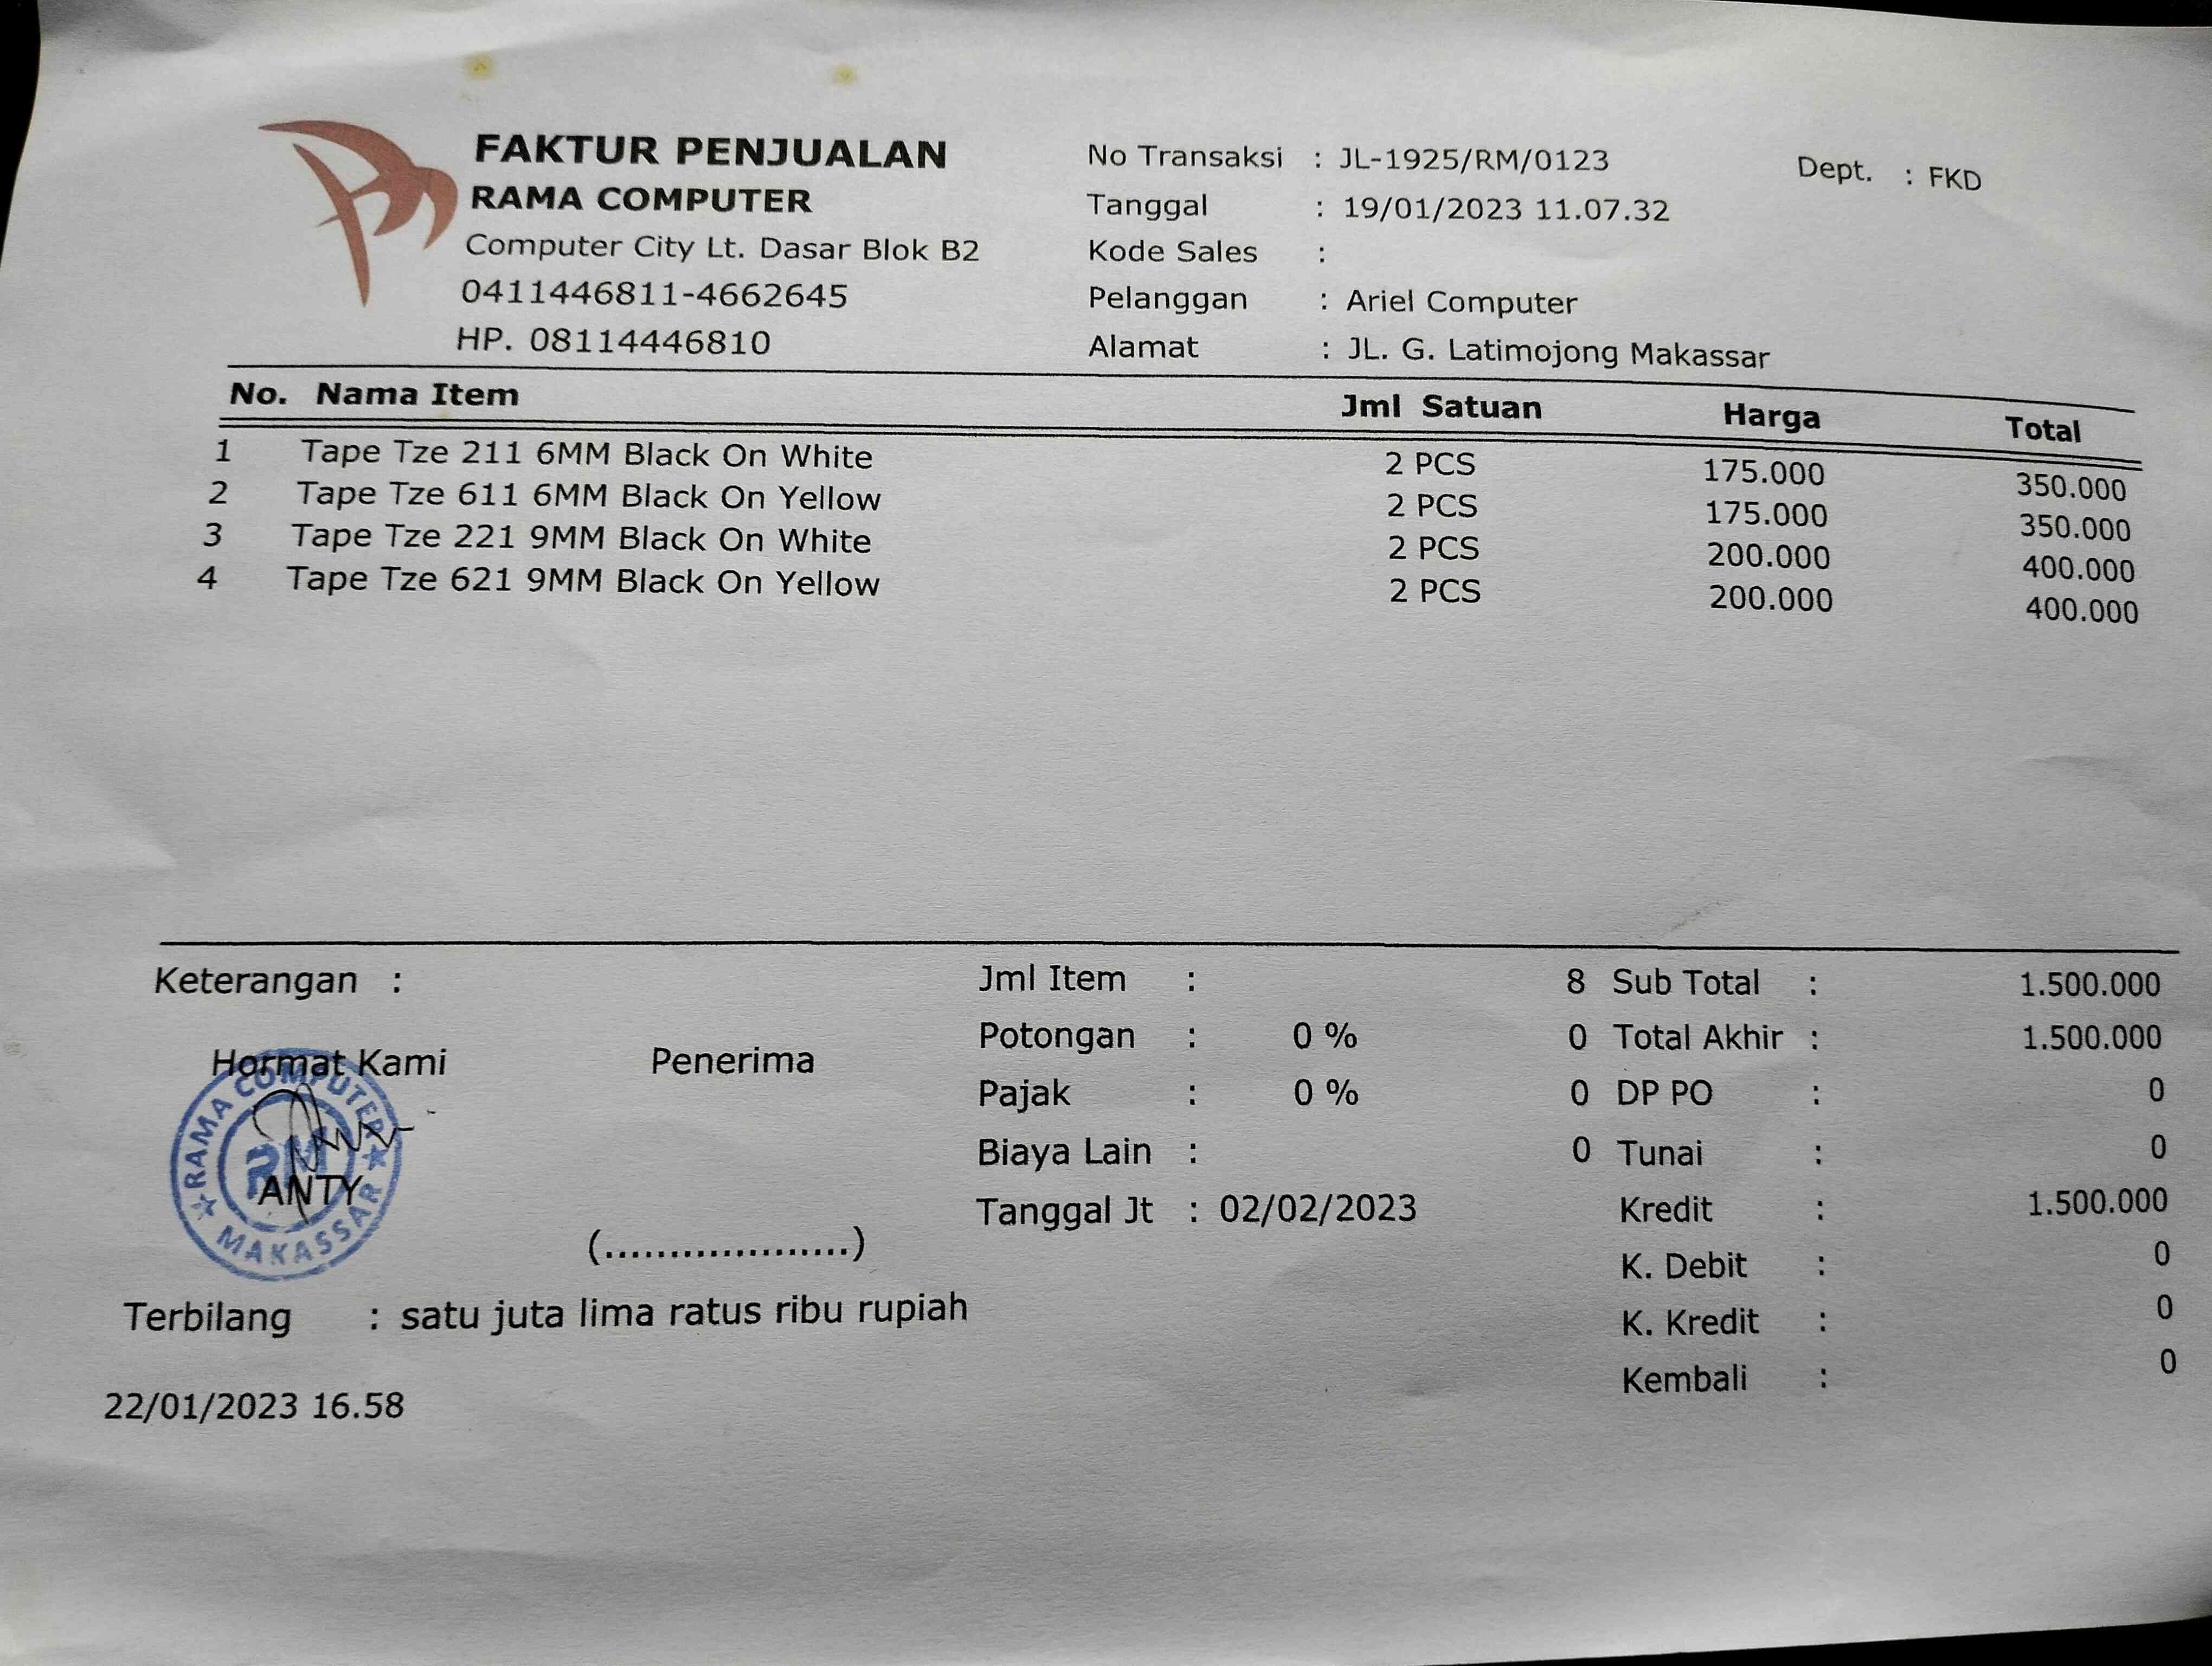 FAKTUR PENJUALAN
RAMA COMPUTER
Computer City Lt. Dasar Blok B2
0411446811-4662645
HP. 08114446810
No Transaksi : JL-1925/RM/0123
Dept. : FKD
Tanggal : 19/01/2023 11.07.32
Kode Sales :
Pelanggan : Ariel Computer
Alamat : JL. G. Latimojong Makassar
No. Nama Item Jml Satuan Harga Total
1 Tape Tze 211 6MM Black On White 2 PCS 175.000 350.000
2 Tape Tze 611 6MM Black On Yellow 2 PCS 175.000 350.000
3 Tape Tze 221 9MM Black On White 2 PCS 200.000 400.000
4 Tape Tze 621 9MM Black On Yellow 2 PCS 200.000 400.000
Keterangan :
Hormat Kami Penerima
RAMA COMPUTER
RM
MAKASSAR
ANTY
(...................)
Terbilang : satu juta lima ratus ribu rupiah
22/01/2023 16.58
Jml Item : 8
Potongan : 0 % 0
Pajak : 0 % 0
Biaya Lain : 0
Tanggal Jt : 02/02/2023
Sub Total : 1.500.000
Total Akhir : 1.500.000
DP PO : 0
Tunai : 0
Kredit : 1.500.000
K. Debit : 0
K. Kredit : 0
Kembali : 0